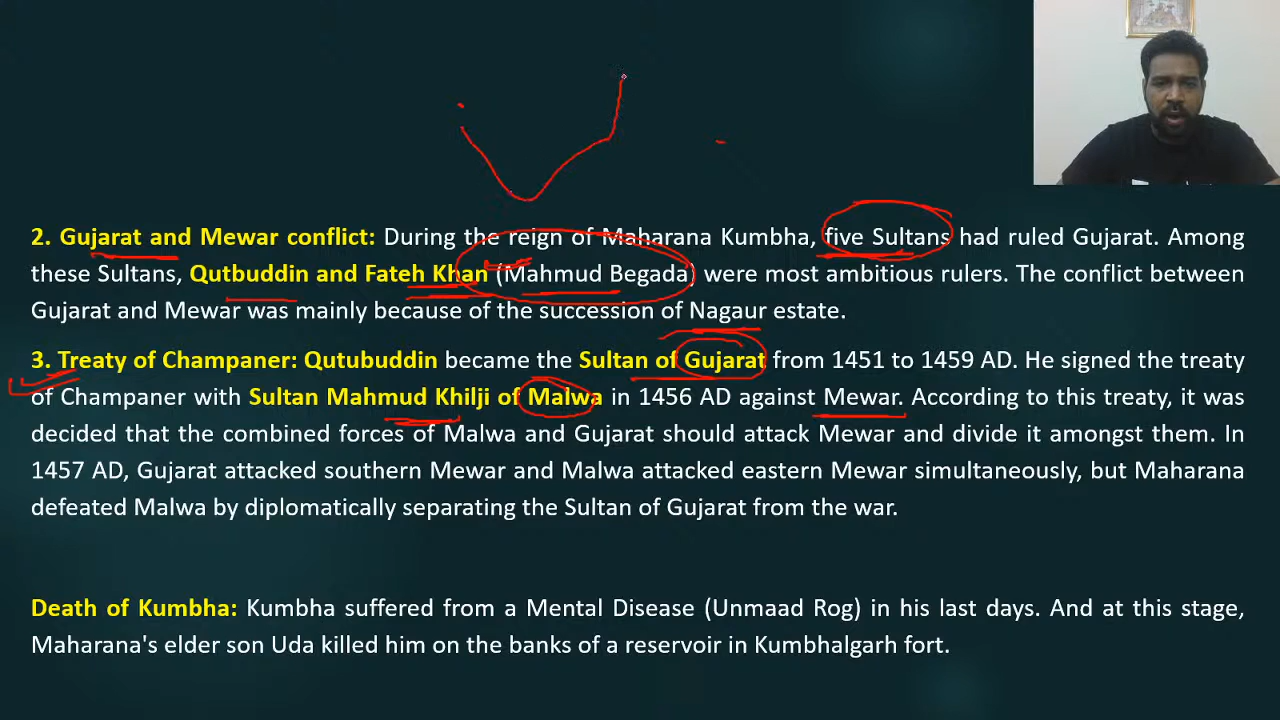 2. Gujarat and Mewar conflict: During the reign of Maharana Kumbha, five Sultans had ruled Gujarat. Among
these Sultans, Qutbuddin and Fateh Khan (Mahmud Begada) were most ambitious rulers. The conflict between
Gujarat and Mewar was mainly because of the succession of Nagaur estate.
3. Treaty of Champaner: Qutubuddin became the Sultan of Gujarat from 1451 to 1459 AD. He signed the treaty
of Champaner with Sultan Mahmud Khilji of Malwa in 1456 AD against Mewar. According to this treaty, it was
decided that the combined forces of Malwa and Gujarat should attack Mewar and divide it amongst them. In
1457 AD, Gujarat attacked southern Mewar and Malwa attacked eastern Mewar simultaneously, but Maharana
defeated Malwa by diplomatically separating the Sultan of Gujarat from the war.
Death of Kumbha: Kumbha suffered from a Mental Disease (Unmaad Rog) in his last days. And at this stage,
Maharana's elder son Uda killed him on the banks of a reservoir in Kumbhalgarh fort.